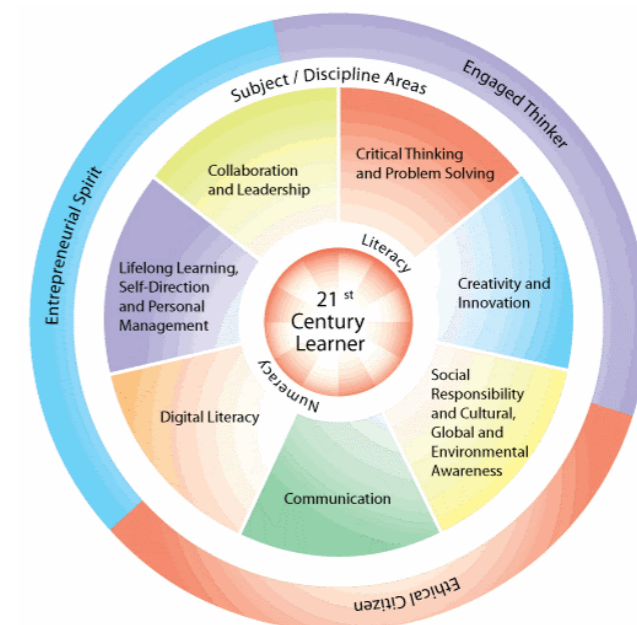 Engaged Thinker
Entrepreneurial Spirit
Ethical Citizen
Subject / Discipline Areas
Critical Thinking
and Problem Solving
Creativity and
Innovation
Social
Responsibility
and Cultural,
Global and
Environmental
Awareness
Communication
Digital Literacy
Lifelong Learning,
Self-Direction
and Personal
Management
Collaboration
and Leadership
Literacy
Numeracy
21 st
Century
Learner